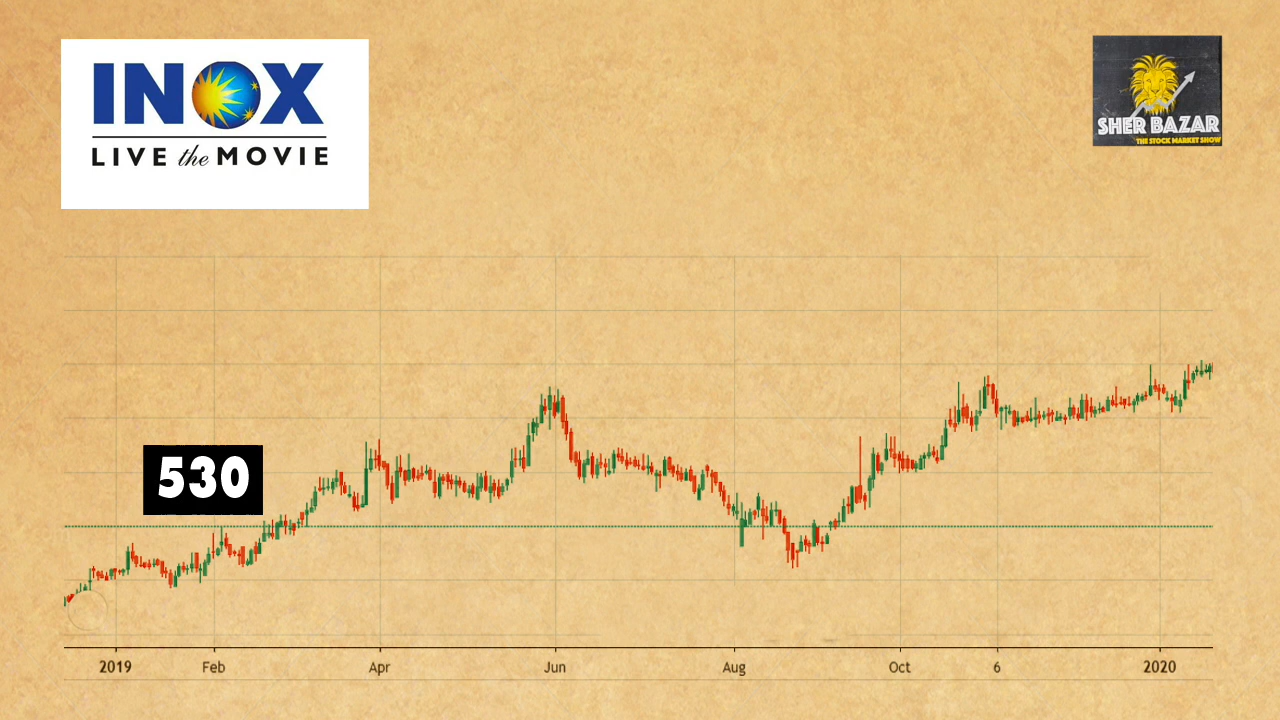 INOX
LIVE the MOVIE
SHER BAZAR
THE STOCK MARKET SHOW
530
2019 Feb Apr Jun Aug Oct 6 2020